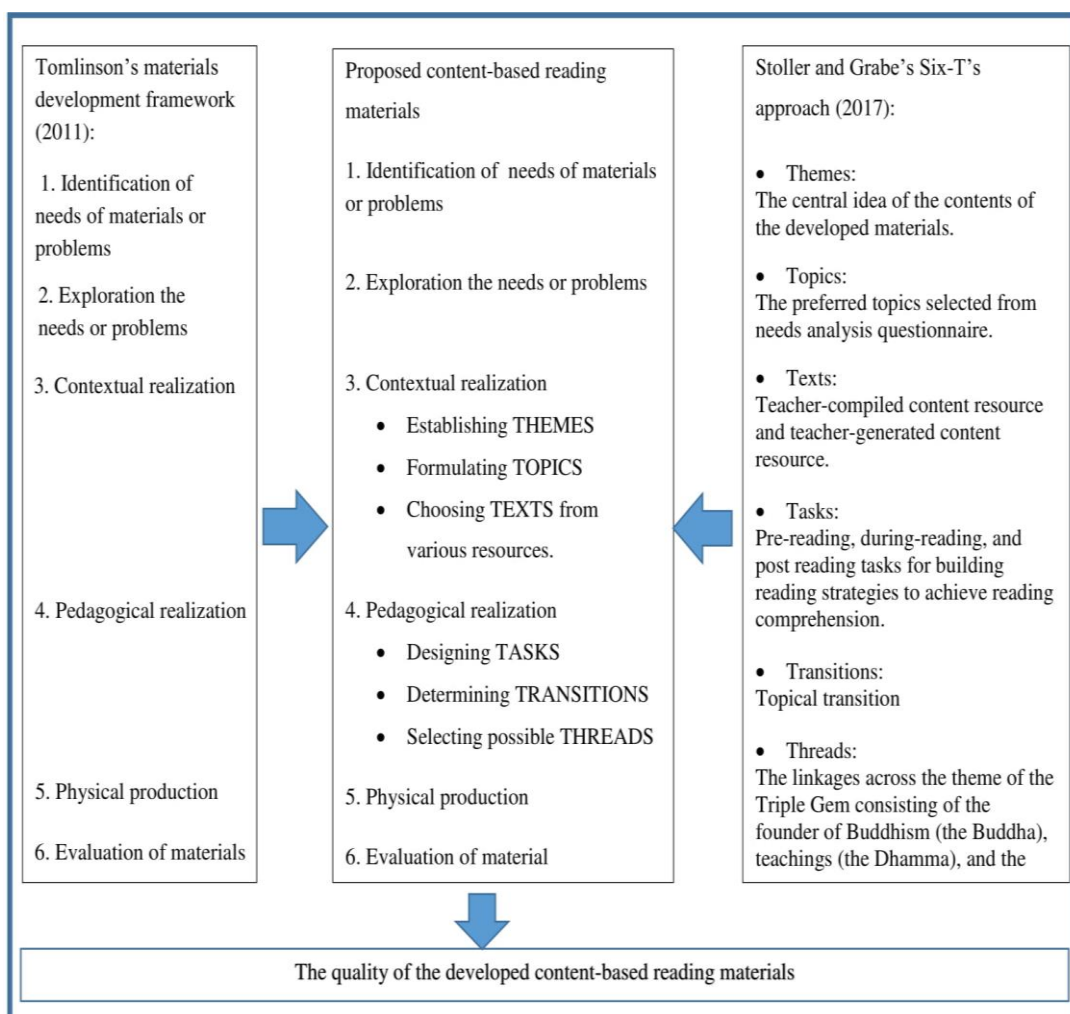 Tomlinson's materials
development framework
(2011):
1. Identification of
needs of materials or
problems
2. Exploration the
needs or problems
3. Contextual realization
4. Pedagogical realization
5. Physical production
6. Evaluation of materials
Proposed content-based reading
materials
1. Identification of needs of materials
or problems
2. Exploration the needs or problems
3. Contextual realization
• Establishing THEMES
• Formulating TOPICS
• Choosing TEXTS from
various resources.
4. Pedagogical realization
• Designing TASKS
• Determining TRANSITIONS
• Selecting possible THREADS
5. Physical production
6. Evaluation of material
Stoller and Grabe's Six-T's
approach (2017):
• Themes:
The central idea of the contents of
the developed materials.
• Topics:
The preferred topics selected from
needs analysis questionnaire.
• Texts:
Teacher-compiled content resource
and teacher-generated content
resource.
• Tasks:
Pre-reading, during-reading, and
post reading tasks for building
reading strategies to achieve reading
comprehension.
• Transitions:
Topical transition
• Threads:
The linkages across the theme of the
Triple Gem consisting of the
founder of Buddhism (the Buddha),
teachings (the Dhamma), and the
The quality of the developed content-based reading materials